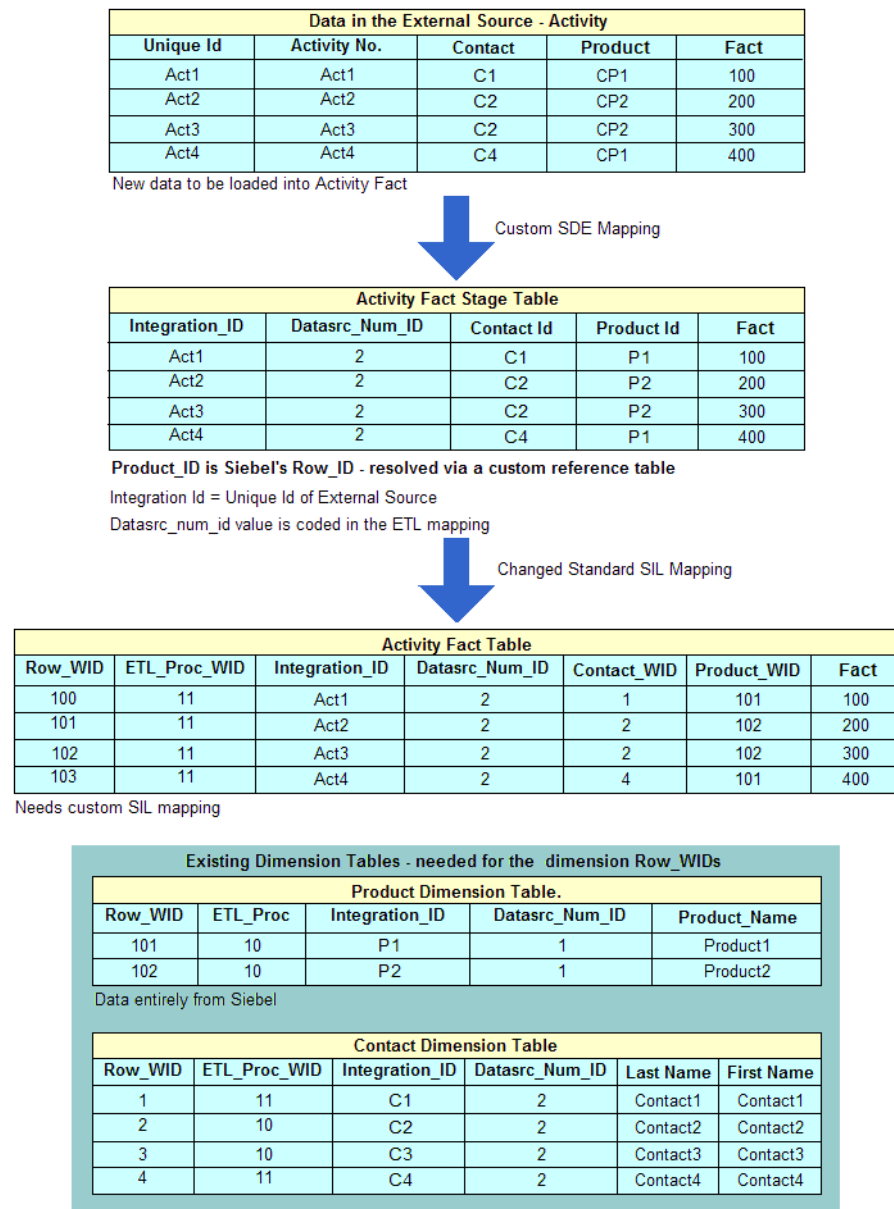 Data in the External Source - Activity
Unique Id Activity No. Contact Product Fact
Act1 Act1 C1 CP1 100
Act2 Act2 C2 CP2 200
Act3 Act3 C2 CP2 300
Act4 Act4 C4 CP1 400
New data to be loaded into Activity Fact
Custom SDE Mapping
Activity Fact Stage Table
Integration_ID Datasrc_Num_ID Contact Id Product Id Fact
Act1 2 C1 P1 100
Act2 2 C2 P2 200
Act3 2 C2 P2 300
Act4 2 C4 P1 400
Product_ID is Siebel's Row_ID - resolved via a custom reference table
Integration Id = Unique Id of External Source
Datasrc_num_id value is coded in the ETL mapping
Changed Standard SIL Mapping
Activity Fact Table
Row_WID ETL_Proc_WID Integration_ID Datasrc_Num_ID Contact_WID Product_WID Fact
100 11 Act1 2 1 101 100
101 11 Act2 2 2 102 200
102 11 Act3 2 2 102 300
103 11 Act4 2 4 101 400
Needs custom SIL mapping
Existing Dimension Tables - needed for the dimension Row_WIDs
Product Dimension Table.
Row_WID ETL_Proc Integration_ID Datasrc_Num_ID Product_Name
101 10 P1 1 Product1
102 10 P2 1 Product2
Data entirely from Siebel
Contact Dimension Table
Row_WID ETL_Proc_WID Integration_ID Datasrc_Num_ID Last Name First Name
1 11 C1 2 Contact1 Contact1
2 10 C2 2 Contact2 Contact2
3 10 C3 2 Contact3 Contact3
4 11 C4 2 Contact4 Contact4